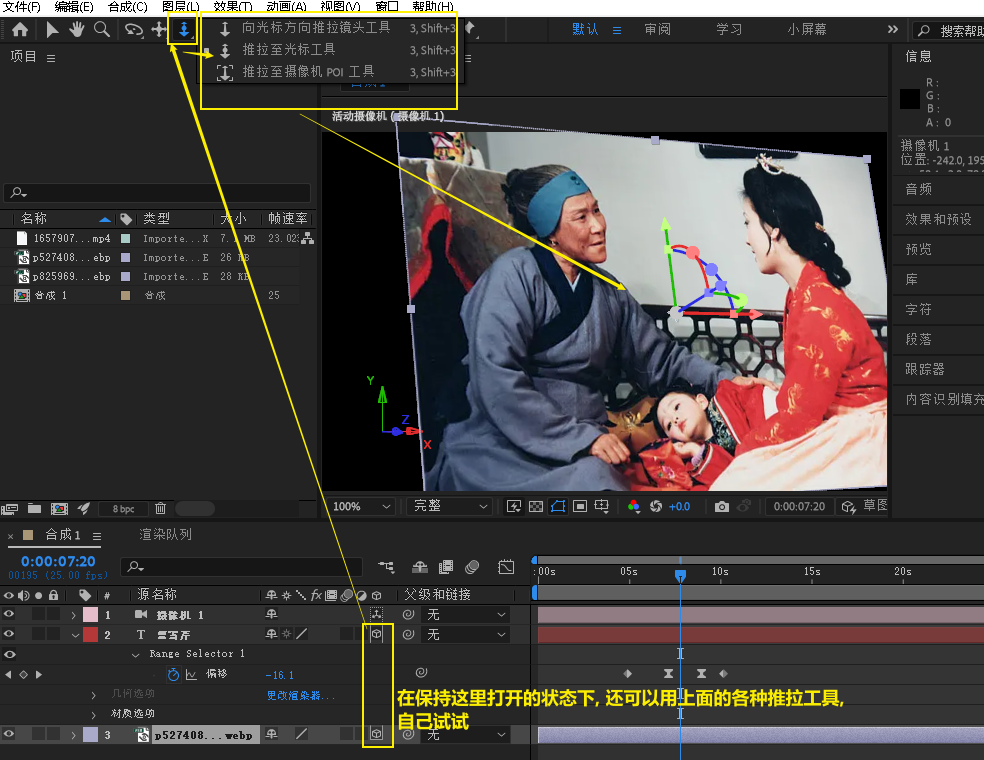 文件(F) 编辑(E) 合成(C) 图层(L) 效果(T) 动画(A) 视图(V) 窗口 帮助(H)
向光标方向推拉镜头工具 3, Shift+3
推拉至光标工具 3, Shift+3
推拉至摄像机 POI 工具 3, Shift+3
默认 审阅 学习 小屏幕 搜索帮助
项目
活动摄像机 (摄像机 1)
信息
R :
G :
B :
A : 0
摄像机 1
位置: -242.0, 195
音频
效果和预设
预览
库
字符
段落
跟踪器
内容识别填充
名称 类型 大小 帧速率
1657907...mp4 Importe...X 7. MB 23.02
p527408...ebp Importe...E 26 KB
p825969...ebp Importe...E 28 KB
合成 1 合成 25
Y
Z
X
8 bpc
100% 完整 +0.0 0:00:07:20 草图
合成 1 渲染队列
0:00:07:20
00195 (25.00 fps)
:00s 05s 10s 15s 20s
# 源名称 fx 父级和链接
1 摄像机 1 无
2 T 曹雪芹 无
Range Selector 1
偏移 -16.1
几何选项 更改渲染器...
材质选项
3 p527408...webp 无
在保持这里打开的状态下, 还可以用上面的各种推拉工具,
自己试试